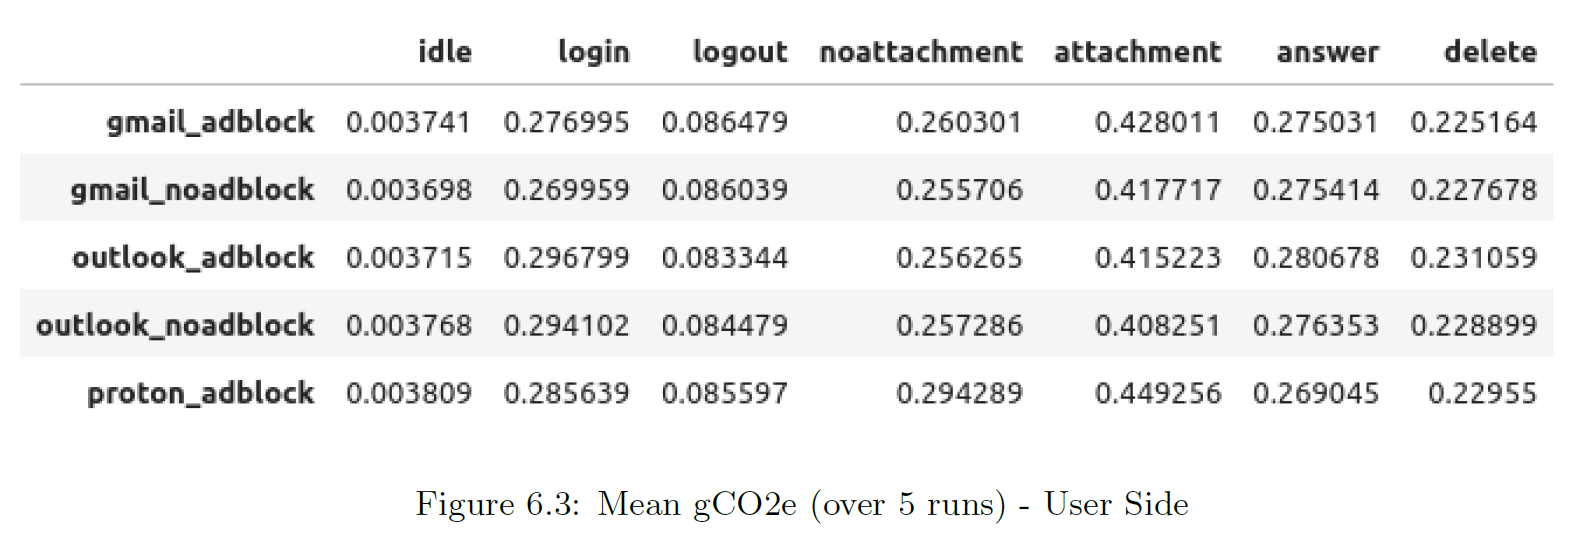 idle login logout noattachment attachment answer delete
gmail_adblock 0.003741 0.276995 0.086479 0.260301 0.428011 0.275031 0.225164
gmail_noadblock 0.003698 0.269959 0.086039 0.255706 0.417717 0.275414 0.227678
outlook_adblock 0.003715 0.296799 0.083344 0.256265 0.415223 0.280678 0.231059
outlook_noadblock 0.003768 0.294102 0.084479 0.257286 0.408251 0.276353 0.228899
proton_adblock 0.003809 0.285639 0.085597 0.294289 0.449256 0.269045 0.22955
Figure 6.3: Mean gCO2e (over 5 runs) - User Side